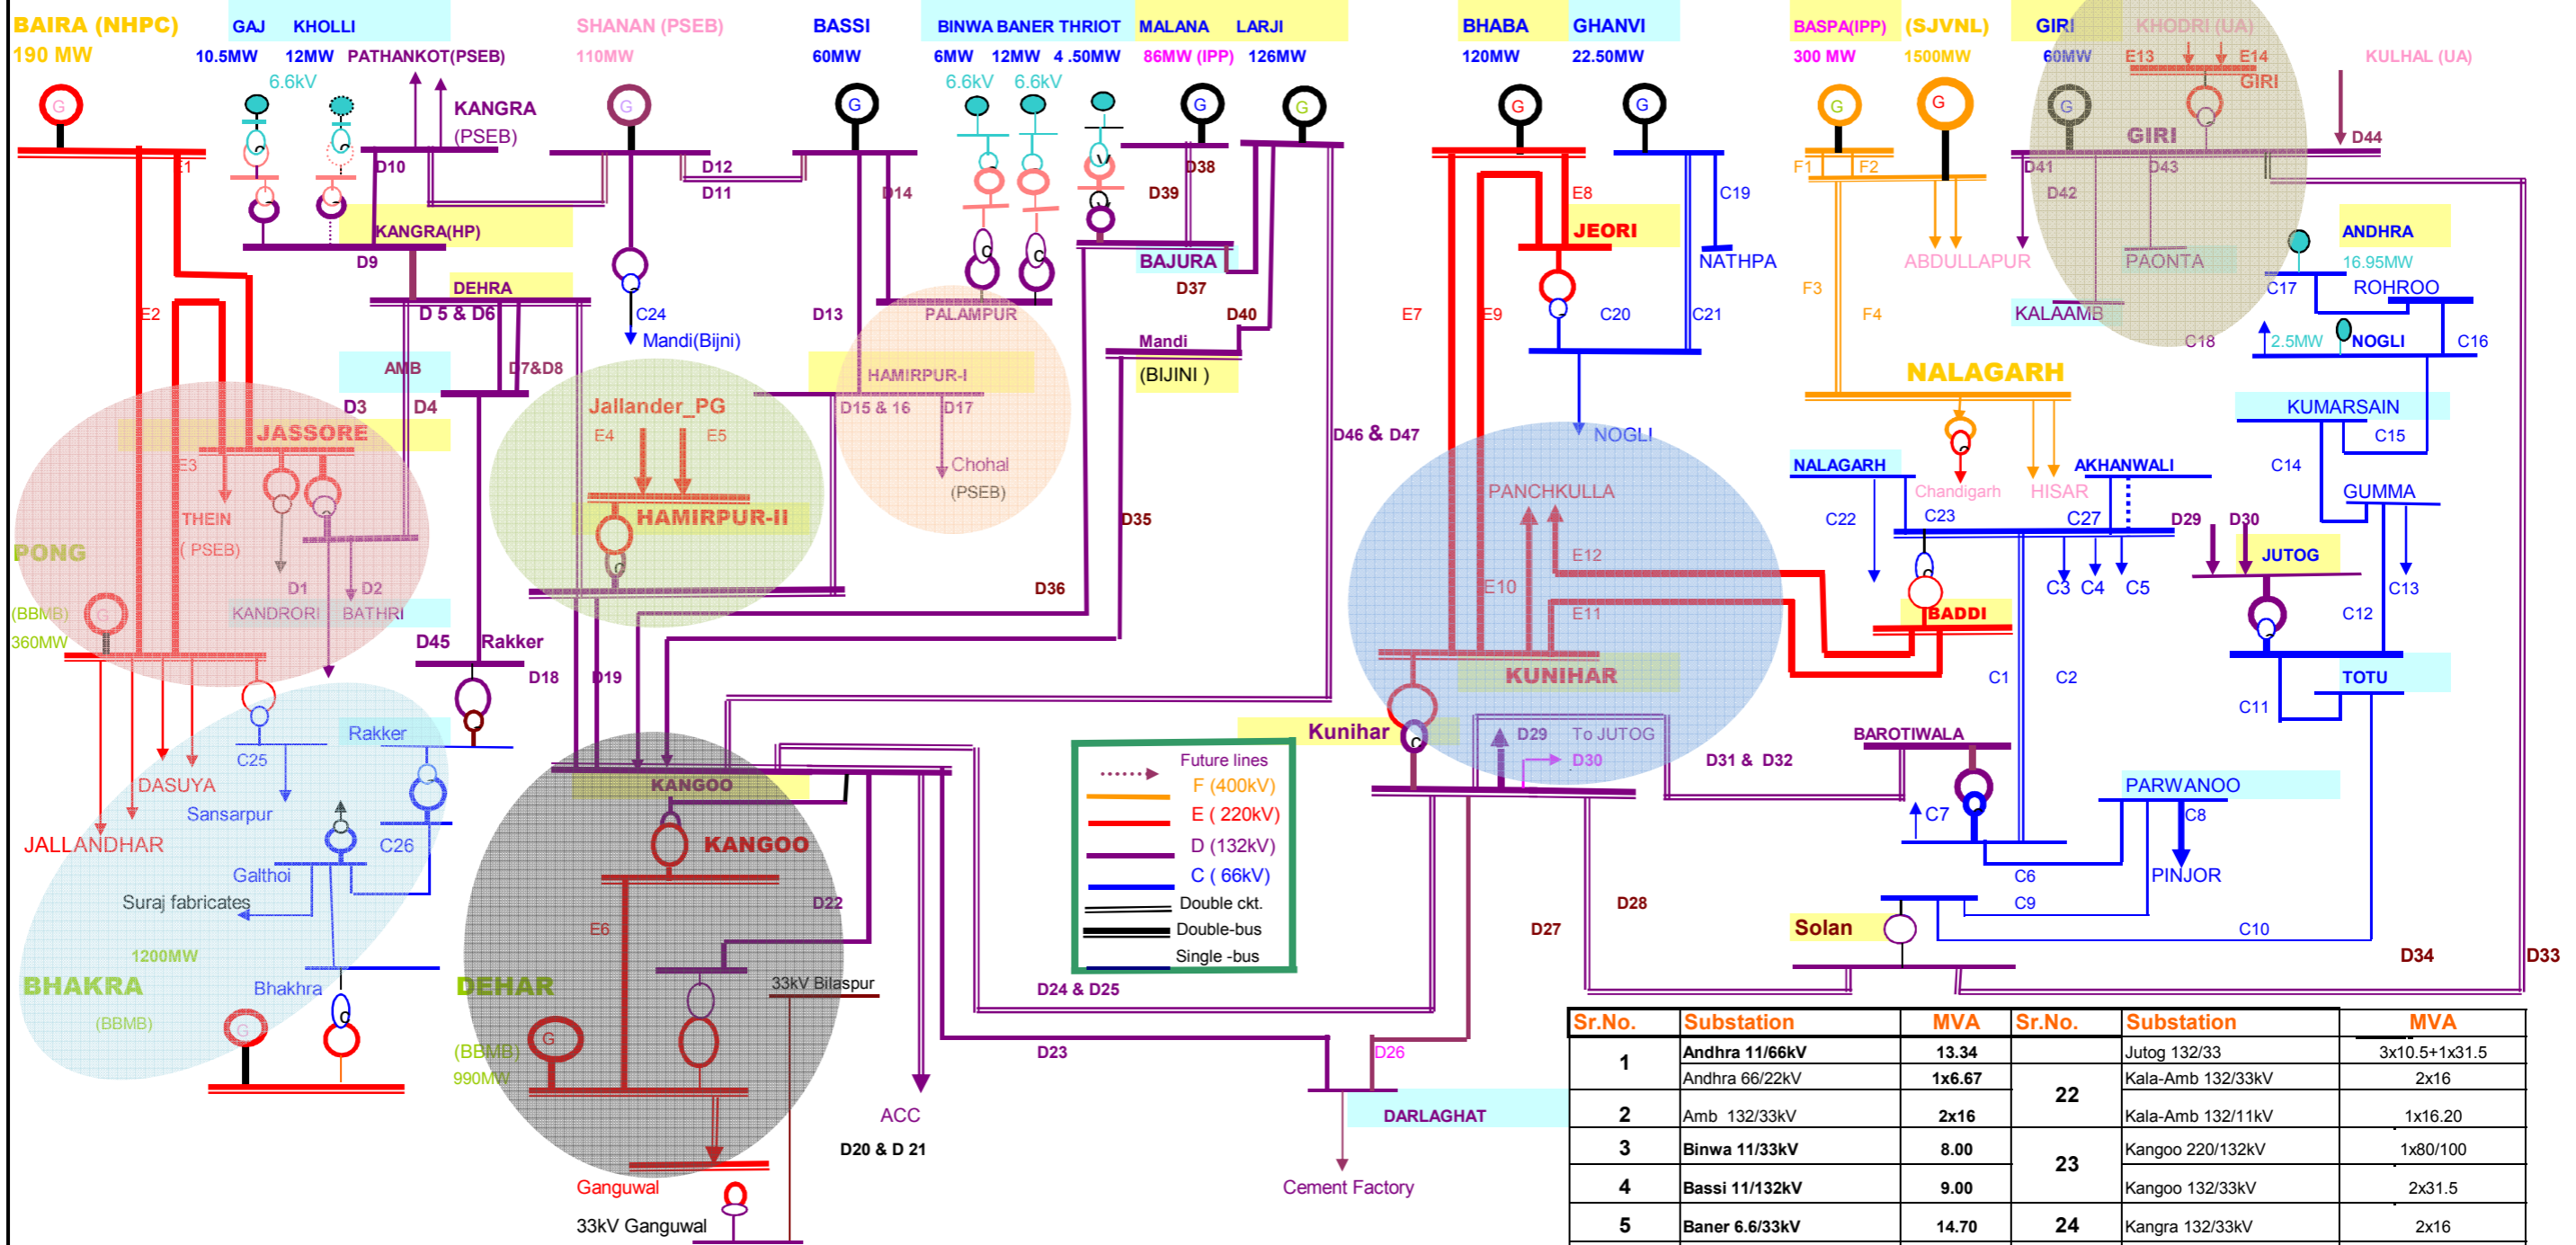 BAIRA (NHPC)
190 MW
GAJ KHOLLI
10.5MW 12MW
6.6kV
PATHANKOT(PSEB)
KANGRA
(PSEB)
SHANAN (PSEB)
110MW
BASSI
60MW
BINWA BANER THRIOT
6MW 12MW 4 .50MW
6.6kV 6.6kV
MALANA LARJI
86MW (IPP) 126MW
BHABA GHANVI
120MW 22.50MW
BASPA(IPP) (SJVNL)
300 MW 1500MW
GIRI
60MW
KHODRI (UA)
E13 E14
GIRI
KULHAL (UA)
G G G G G G G G G G
E1
D10
D12
D11
D14
D38
D39
E8
C19
F1 F2
GIRI
D41 D43
D42
D44
KANGRA(HP)
D9
JEORI
NATHPA
ABDULLAPUR
PAONTA
ANDHRA
16.95MW
BAJURA
D37
DEHRA
D 5 & D6
E2
C24
Mandi(Bijni)
D13
PALAMPUR
D40
E7 E9
C20 C21
F3 F4
KALAAMB
C17 ROHROO
C18
2.5MW NOGLI C16
Mandi
(BIJINI )
AMB D7&D8
HAMIRPUR-I
D15 & 16 D17
NALAGARH
D3 D4
JASSORE
Jallander_PG
E4 E5
D46 & D47
NOGLI
KUMARSAIN
C15
E3
Chohal
(PSEB)
NALAGARH
AKHANWALI
C14
THEIN
( PSEB)
HAMIRPUR-II
D35
PANCHKULLA
Chandigarh HISAR
GUMMA
C22 C23 C27
D29 D30
JUTOG
PONG
(BBMB) G
360MW
D1 D2
KANDRORI BATHRI
D36
E12
E10
E11
C3 C4 C5
C13
C12
BADDI
D45 Rakker
D18 D19
KUNIHAR
C1 C2
TOTU
C11
Rakker
C25
DASUYA
Sansarpur
JALLANDHAR
C26
Galthoi
Suraj fabricates
Kunihar
D29 To JUTOG
D30
D31 & D32
BAROTIWALA
KANGOO
KANGOO
Future lines
F (400kV)
E ( 220kV)
D (132kV)
C ( 66kV)
Double ckt.
Double-bus
Single -bus
PARWANOO
C7 C8
C6 PINJOR
C9
C10
D22
E6
D28
D27
Solan
D34 D33
1200MW
BHAKRA
(BBMB)
Bhakhra
G
DEHAR
(BBMB)
990MW
G
33kV Bilaspur
D24 & D25
D23
D26
ACC
D20 & D 21
DARLAGHAT
Cement Factory
Ganguwal
33kV Ganguwal
Sr.No. Substation MVA Sr.No. Substation MVA
1 Andhra 11/66kV 13.34 Jutog 132/33 3x10.5+1x31.5
Andhra 66/22kV 1x6.67 22 Kala-Amb 132/33kV 2x16
2 Amb 132/33kV 2x16 Kala-Amb 132/11kV 1x16.20
3 Binwa 11/33kV 8.00 23 Kangoo 220/132kV 1x80/100
4 Bassi 11/132kV 9.00 Kangoo 132/33kV 2x31.5
5 Baner 6.6/33kV 14.70 24 Kangra 132/33kV 2x16